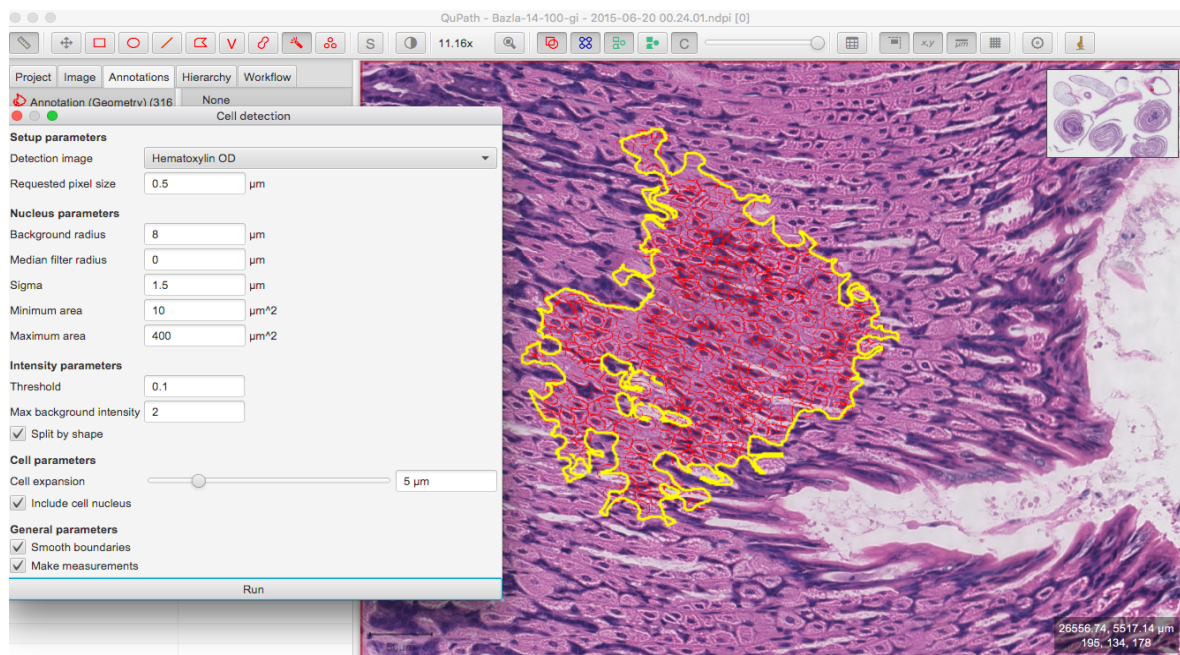 QuPath - Bazla-14-100-gi - 2015-06-20 00.24.01.ndpi [0]
S 11.16x C x,y µm
Project Image Annotations Hierarchy Workflow
Annotation (Geometry) (316 None
Cell detection
Setup parameters
Detection image Hematoxylin OD
Requested pixel size 0.5 µm
Nucleus parameters
Background radius 8 µm
Median filter radius 0 µm
Sigma 1.5 µm
Minimum area 10 µm^2
Maximum area 400 µm^2
Intensity parameters
Threshold 0.1
Max background intensity 2
Split by shape
Cell parameters
Cell expansion 5 µm
Include cell nucleus
General parameters
Smooth boundaries
Make measurements
Run
26556.74, 5517.14 µm
195, 134, 178